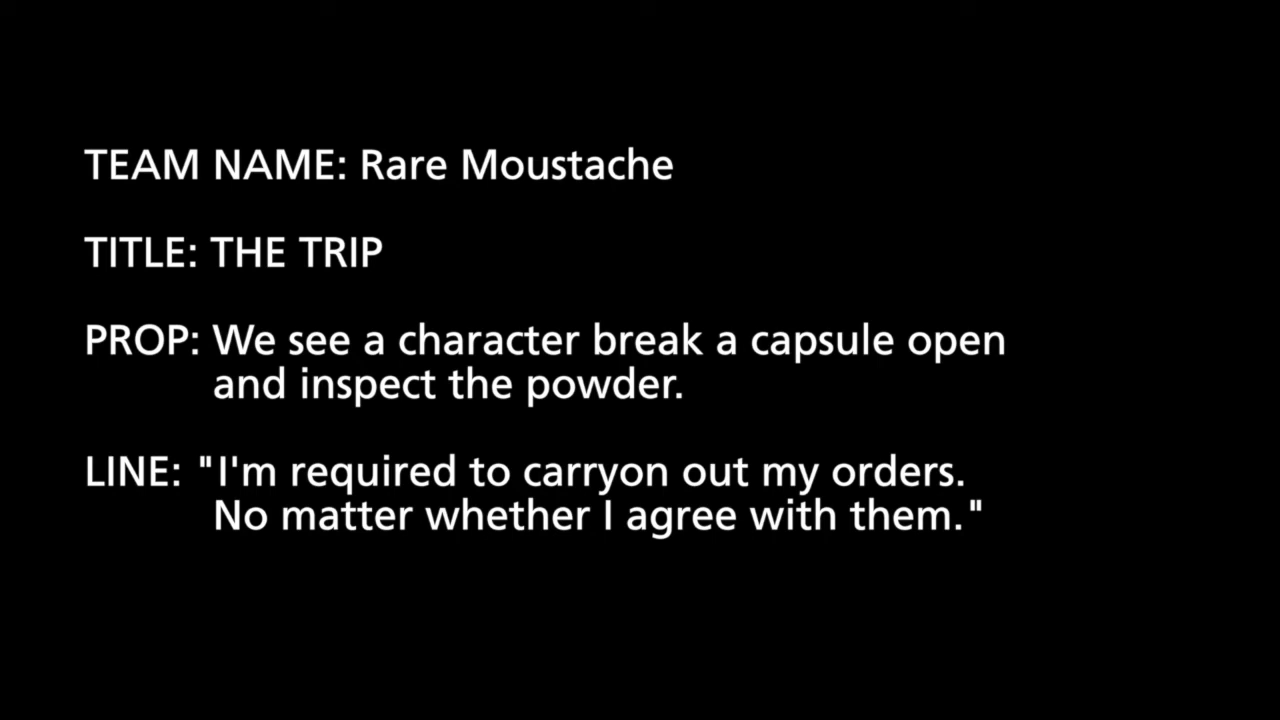 TEAM NAME: Rare Moustache
TITLE: THE TRIP
PROP: We see a character break a capsule open
and inspect the powder.
LINE: "I'm required to carryon out my orders.
No matter whether I agree with them."